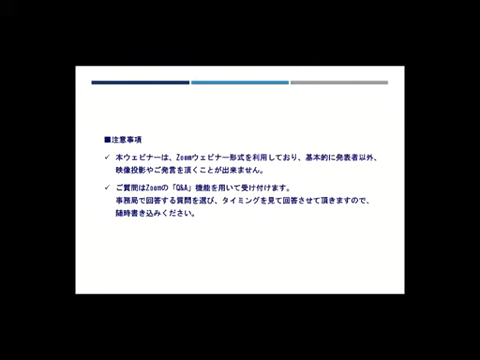 ■注意事項
✓ 本ウェビナーは、Zoomウェビナー形式を利用しており、基本的に発表者以外、
映像投影やご発言を頂くことが出来ません。
✓ ご質問はZoomの「Q&A」機能を用いて受け付けます。
事務局で回答する質問を選び、タイミングを見て回答させて頂きますので、
随時書き込みください。